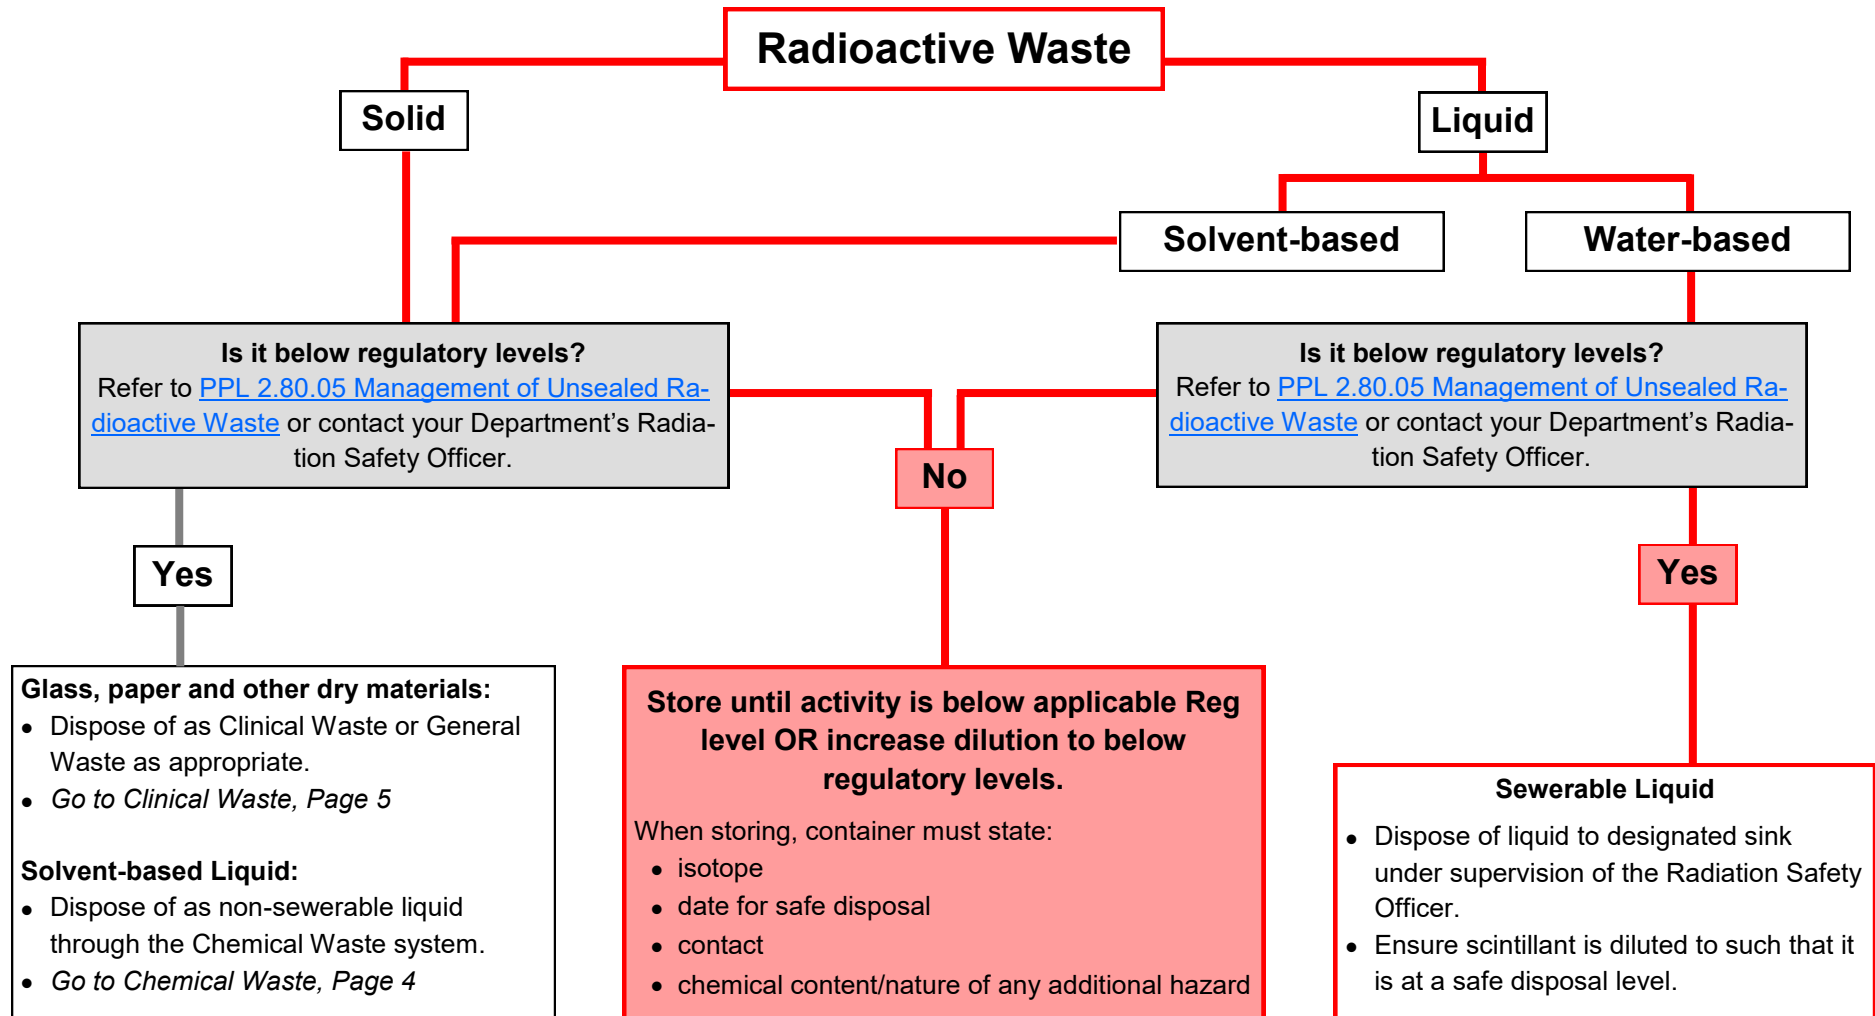 Radioactive Waste
Solid
Liquid
Solvent-based
Water-based
Is it below regulatory levels?
Refer to PPL 2.80.05 Management of Unsealed Ra-
dioactive Waste or contact your Department’s Radia-
tion Safety Officer.
Is it below regulatory levels?
Refer to PPL 2.80.05 Management of Unsealed Ra-
dioactive Waste or contact your Department’s Radia-
tion Safety Officer.
No
Yes
Yes
Glass, paper and other dry materials:
• Dispose of as Clinical Waste or General
Waste as appropriate.
• Go to Clinical Waste, Page 5
Solvent-based Liquid:
• Dispose of as non-sewerable liquid
through the Chemical Waste system.
• Go to Chemical Waste, Page 4
Store until activity is below applicable Reg
level OR increase dilution to below
regulatory levels.
When storing, container must state:
• isotope
• date for safe disposal
• contact
• chemical content/nature of any additional hazard
Sewerable Liquid
• Dispose of liquid to designated sink
under supervision of the Radiation Safety
Officer.
• Ensure scintillant is diluted to such that it
is at a safe disposal level.